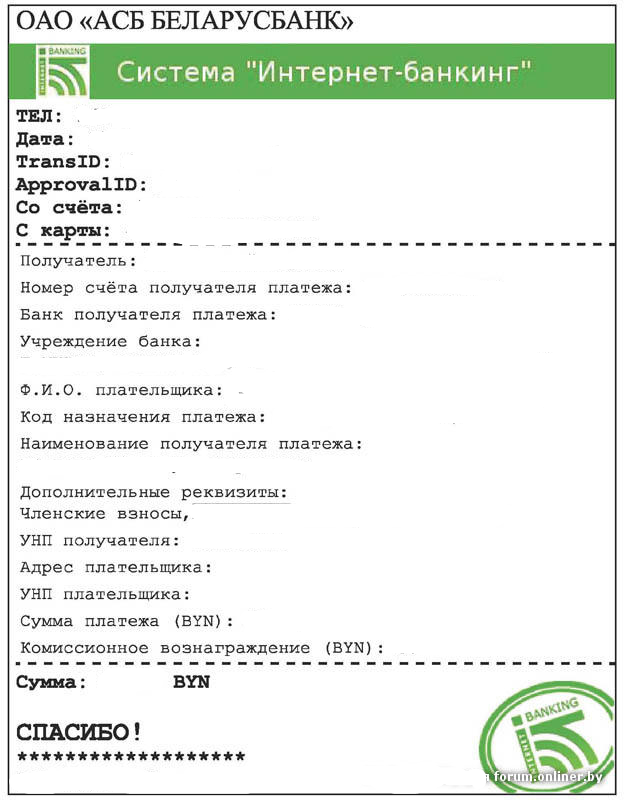 ОАО «АСБ БЕЛАРУСБАНК»
BANKING
INTERNET
Система "Интернет-банкинг"
ТЕЛ:
Дата:
TransID:
ApprovalID:
Со счёта:
С карты:
Получатель:
Номер счёта получателя платежа:
Банк получателя платежа:
Учреждение банка:
Ф.И.О. плательщика:
Код назначения платежа:
Наименование получателя платежа:
Дополнительные реквизиты:
Членские взносы,
УНП получателя:
Адрес плательщика:
УНП плательщика:
Сумма платежа (BYN):
Комиссионное вознаграждение (BYN):
Сумма: BYN
СПАСИБО!
*******************
BANKING
INTERNET
forum.onliner.by